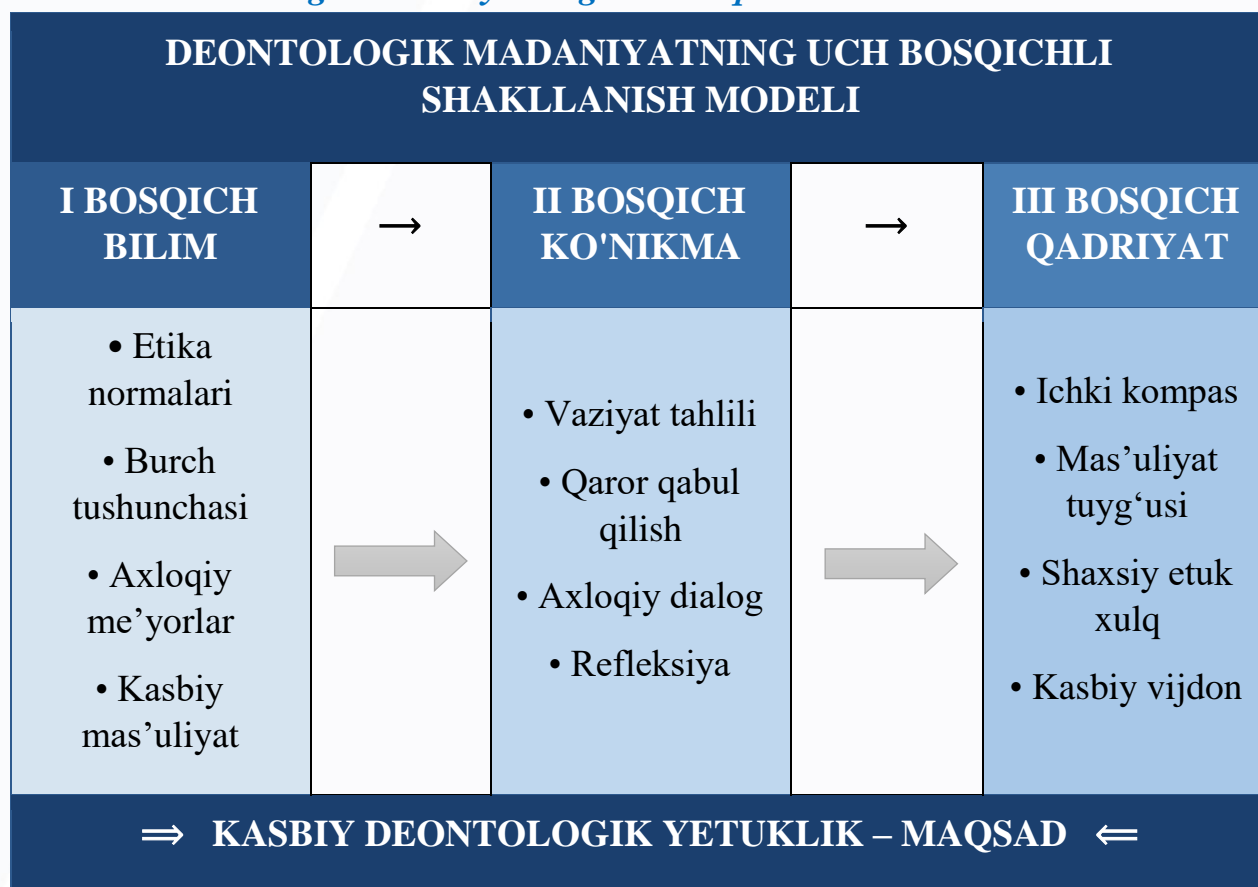 DEONTOLOGIK MADANIYATNING UCH BOSQICHLI
SHAKLLANISH MODELI
I BOSQICH
BILIM
→
II BOSQICH
KO'NIKMA
→
III BOSQICH
QADRIYAT
• Etika
normalari
• Burch
tushunchasi
• Axloqiy
me’yorlar
• Kasbiy
mas’uliyat
• Vaziyat tahlili
• Qaror qabul
qilish
• Axloqiy dialog
• Refleksiya
• Ichki kompas
• Mas’uliyat
tuyg‘usi
• Shaxsiy etuk
xulq
• Kasbiy vijdon
⇒ KASBIY DEONTOLOGIK YETUKLIK – MAQSAD ⇐